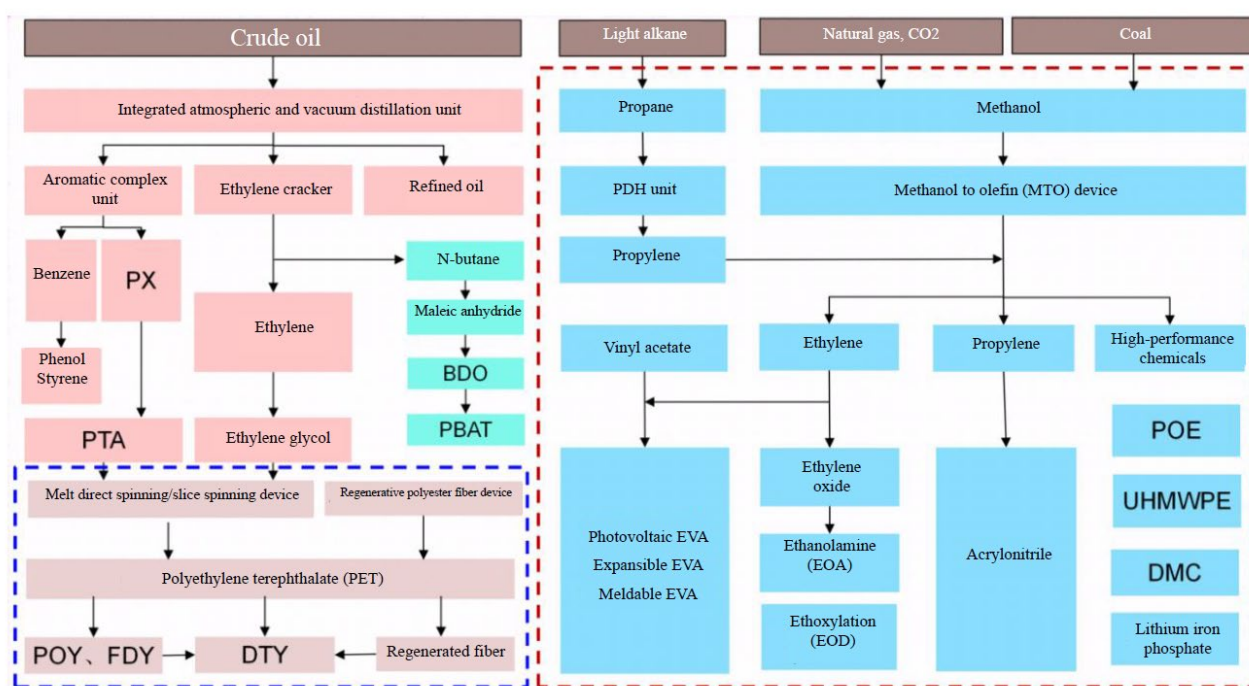 Crude oil
Light alkane
Natural gas, CO2
Coal
Integrated atmospheric and vacuum distillation unit
Propane
Methanol
Aromatic complex
unit
Ethylene cracker
Refined oil
PDH unit
Methanol to olefin (MTO) device
Benzene
PX
N-butane
Propylene
Ethylene
Maleic anhydride
Phenol
Styrene
BDO
Vinyl acetate
Ethylene
Propylene
High-performance
chemicals
PTA
Ethylene glycol
PBAT
POE
Melt direct spinning/slice spinning device
Regenerative polyester fiber device
Ethylene
oxide
UHMWPE
Photovoltaic EVA
Expansible EVA
Meldable EVA
Ethanolamine
(EOA)
Acrylonitrile
DMC
Polyethylene terephthalate (PET)
POY、FDY
DTY
Regenerated fiber
Ethoxylation
(EOD)
Lithium iron
phosphate